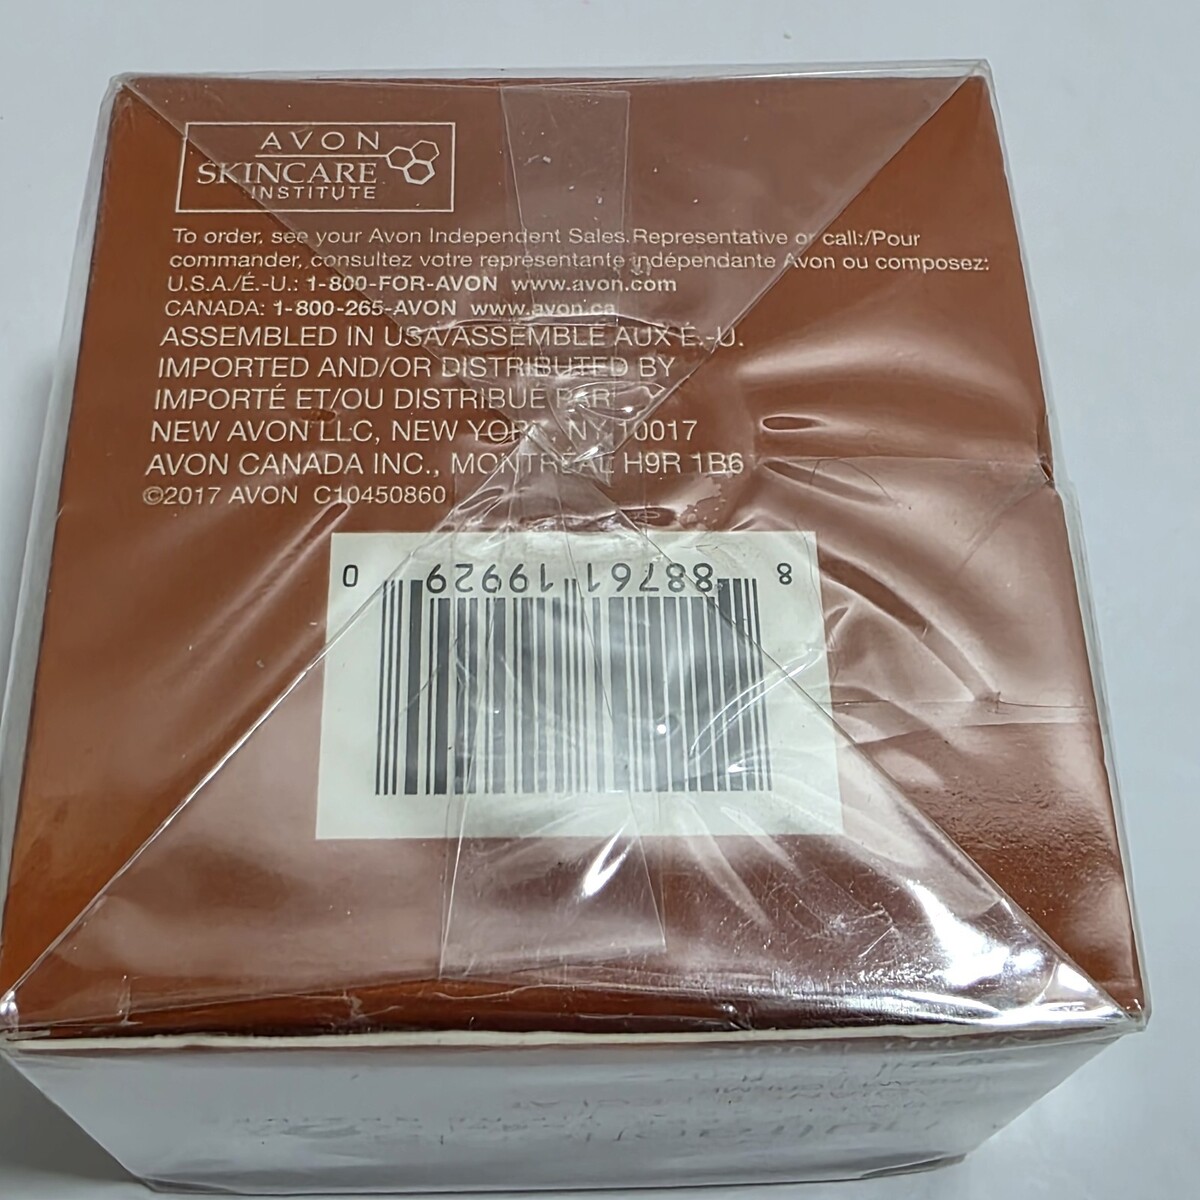 AVON
SKINCARE
INSTITUTE
To order, see your Avon Independent Sales Representative or call:/Pour
commander, consultez votre représentante indépendante Avon ou composez:
U.S.A./É.-U.: 1-800-FOR-AVON www.avon.com
CANADA: 1-800-265-AVON www.avon.ca
ASSEMBLED IN USA/ASSEMBLÉ AUX É.-U.
IMPORTED AND/OR DISTRIBUTED BY
IMPORTÉ ET/OU DISTRIBUÉ PAR
NEW AVON LLC, NEW YORK, NY 10017
AVON CANADA INC., MONTRÉAL H9R 1B6
©2017 AVON C10450860
8 88761 19929 0